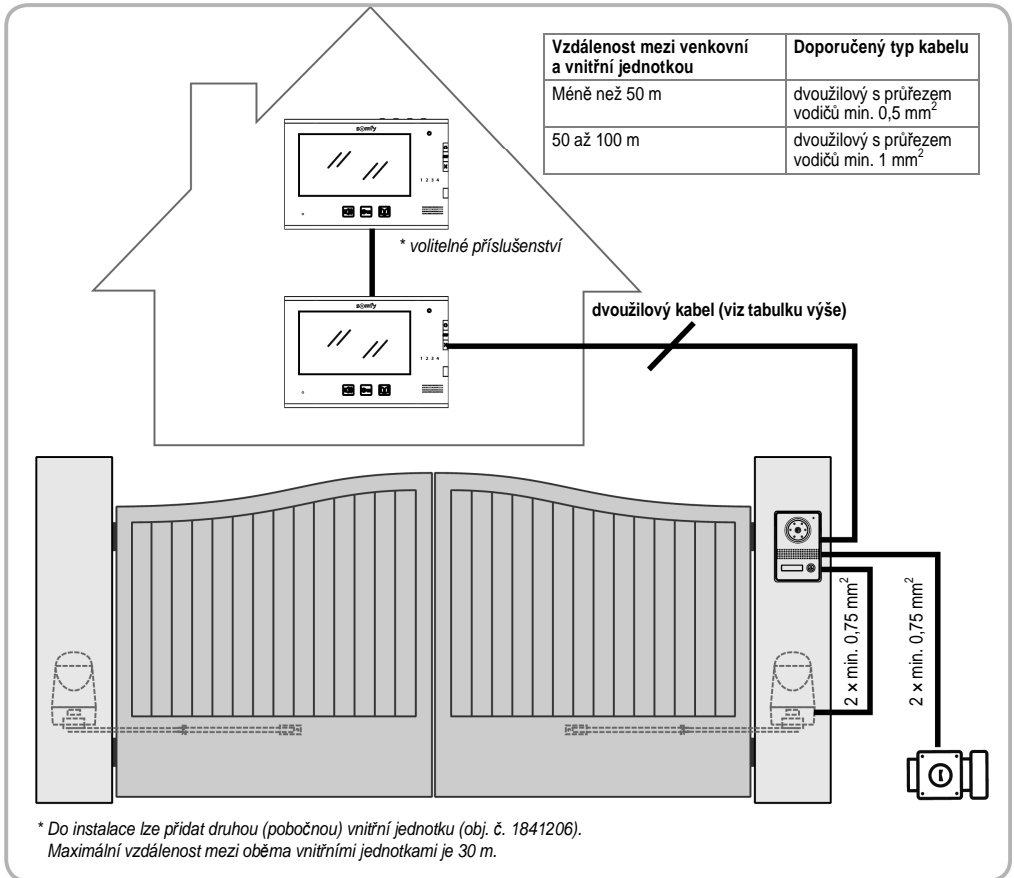 Vzdálenost mezi venkovní
a vnitřní jednotkou
Doporučený typ kabelu
Méně než 50 m
dvoužilový s průřezem
vodičů min. 0,5 mm²
50 až 100 m
dvoužilový s průřezem
vodičů min. 1 mm²
somfy
1 2 3 4
* volitelné příslušenství
somfy
1 2 3 4
dvoužilový kabel (viz tabulku výše)
2 x min. 0,75 mm²
2 x min. 0,75 mm²
* Do instalace lze přidat druhou (pobočnou) vnitřní jednotku (obj. č. 1841206).
Maximální vzdálenost mezi oběma vnitřními jednotkami je 30 m.